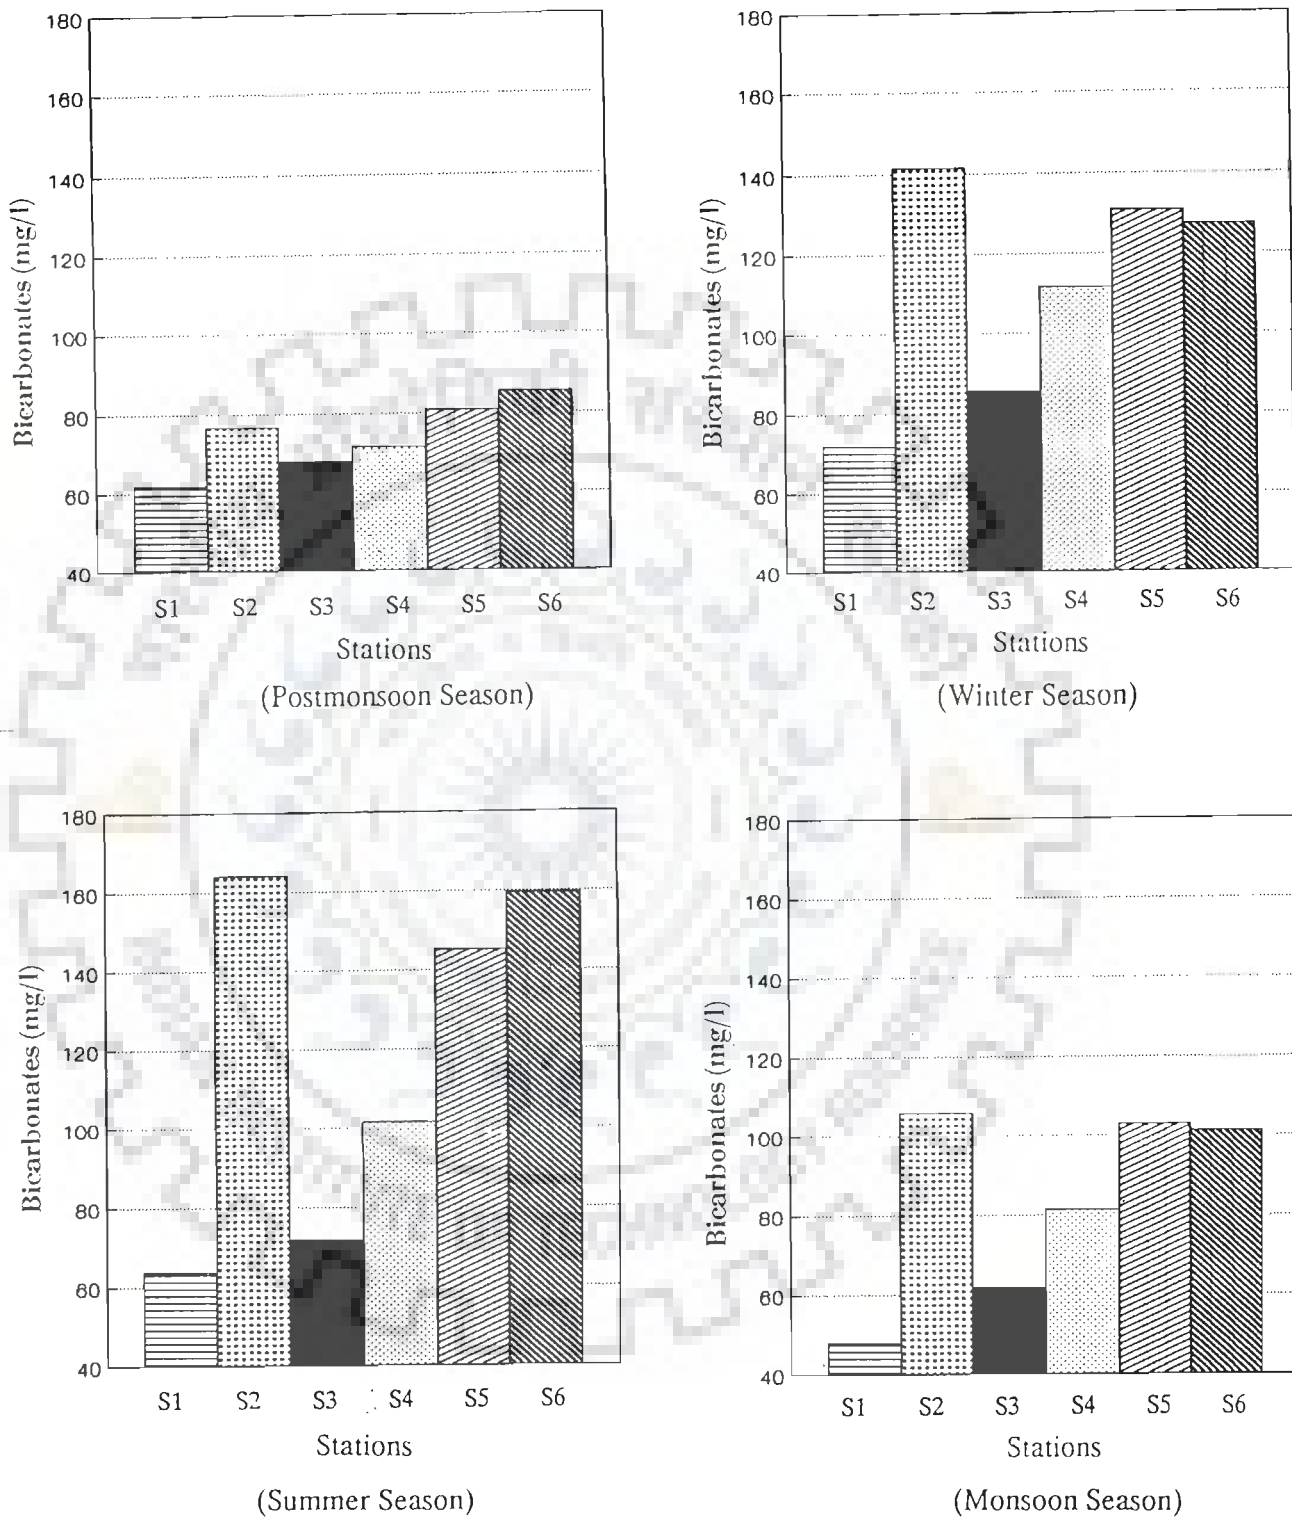 180
160
140
120
100
80
60
40
Bicarbonates (mg/l)
S1 S2 S3 S4 S5 S6
Stations
(Postmonsoon Season)
180
160
140
120
100
80
60
40
Bicarbonates (mg/l)
S1 S2 S3 S4 S5 S6
Stations
(Winter Season)
180
160
140
120
100
80
60
40
Bicarbonates (mg/l)
S1 S2 S3 S4 S5 S6
Stations
(Summer Season)
180
160
140
120
100
80
60
40
Bicarbonates (mg/l)
S1 S2 S3 S4 S5 S6
Stations
(Monsoon Season)